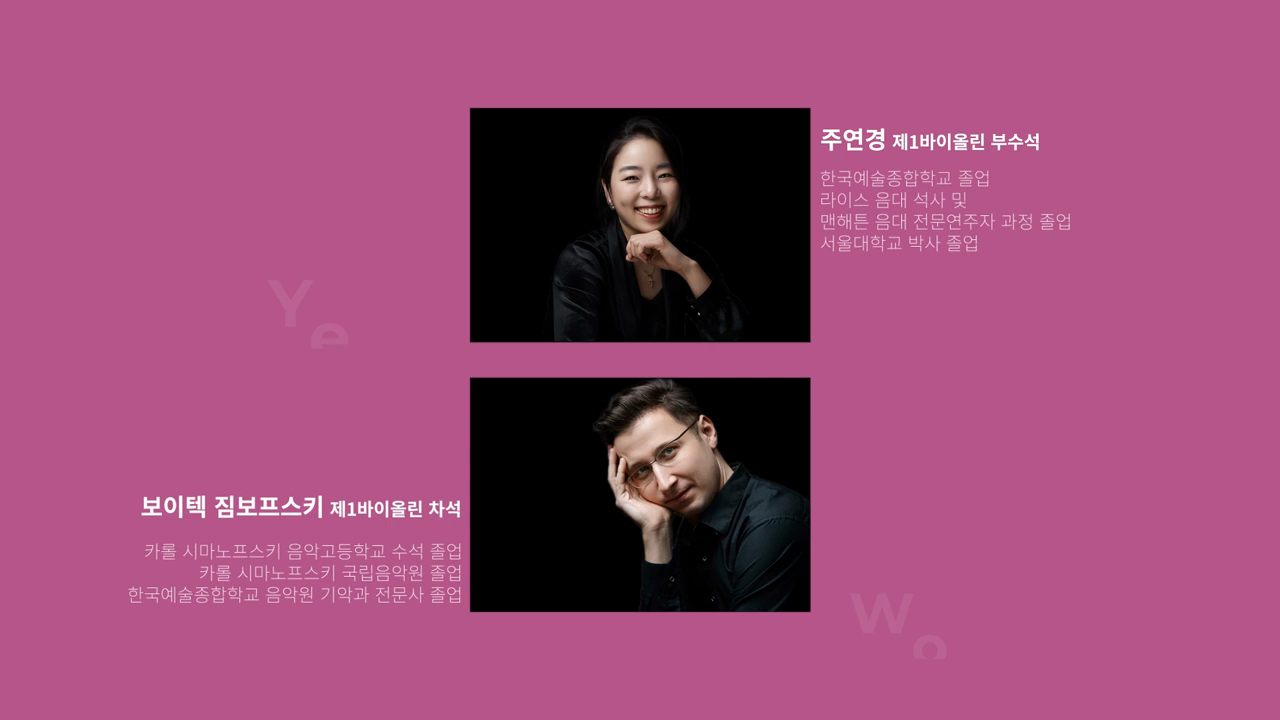 주연경 제1바이올린 부수석
한국예술종합학교 졸업
라이스 음대 석사 및
맨해튼 음대 전문연주자 과정 졸업
서울대학교 박사 졸업
Ye
보이텍 짐보프스키 제1바이올린 차석
카롤 시마노프스키 음악고등학교 수석 졸업
카롤 시마노프스키 국립음악원 졸업
한국예술종합학교 음악원 기악과 전문사 졸업
Wo